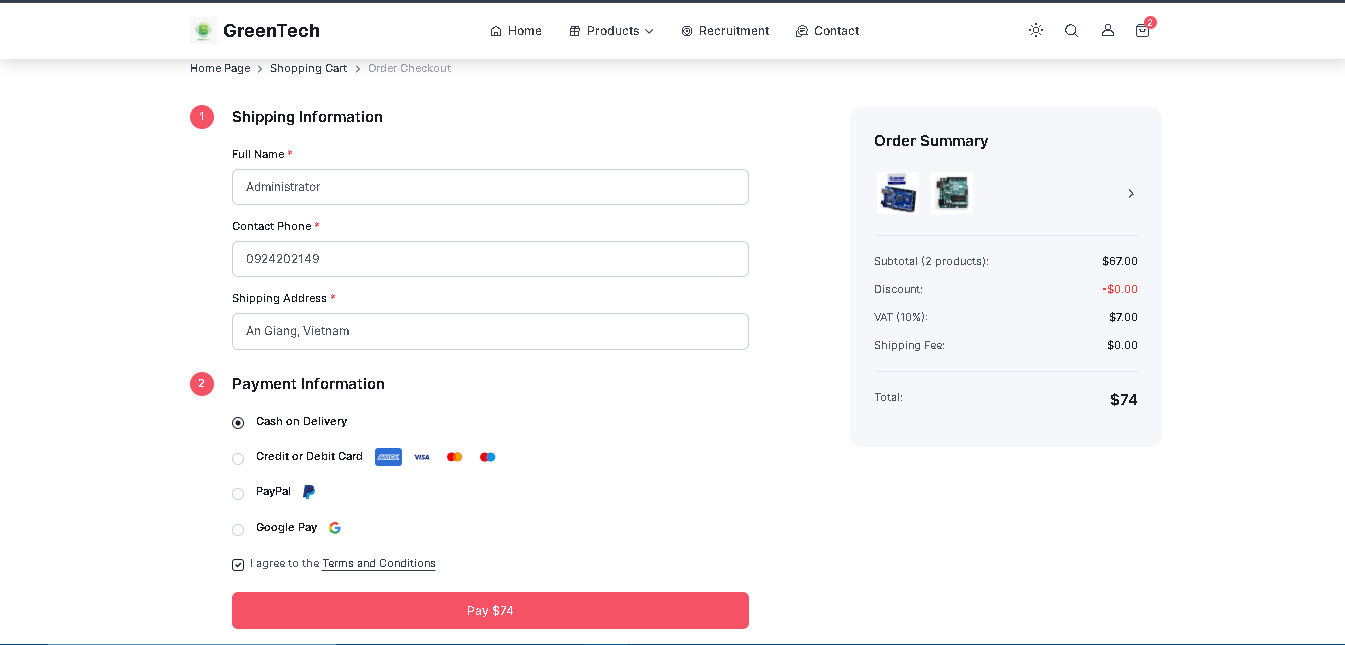 GreenTech
Home Products Recruitment Contact
2
Home Page > Shopping Cart > Order Checkout
1 Shipping Information
Full Name *
Administrator
Contact Phone *
0924202149
Shipping Address *
An Giang, Vietnam
2 Payment Information
Cash on Delivery
Credit or Debit Card AMEX VISA
PayPal
Google Pay
I agree to the Terms and Conditions
Pay $74
Order Summary
Subtotal (2 products): $67.00
Discount: -$0.00
VAT (10%): $7.00
Shipping Fee: $0.00
Total: $74